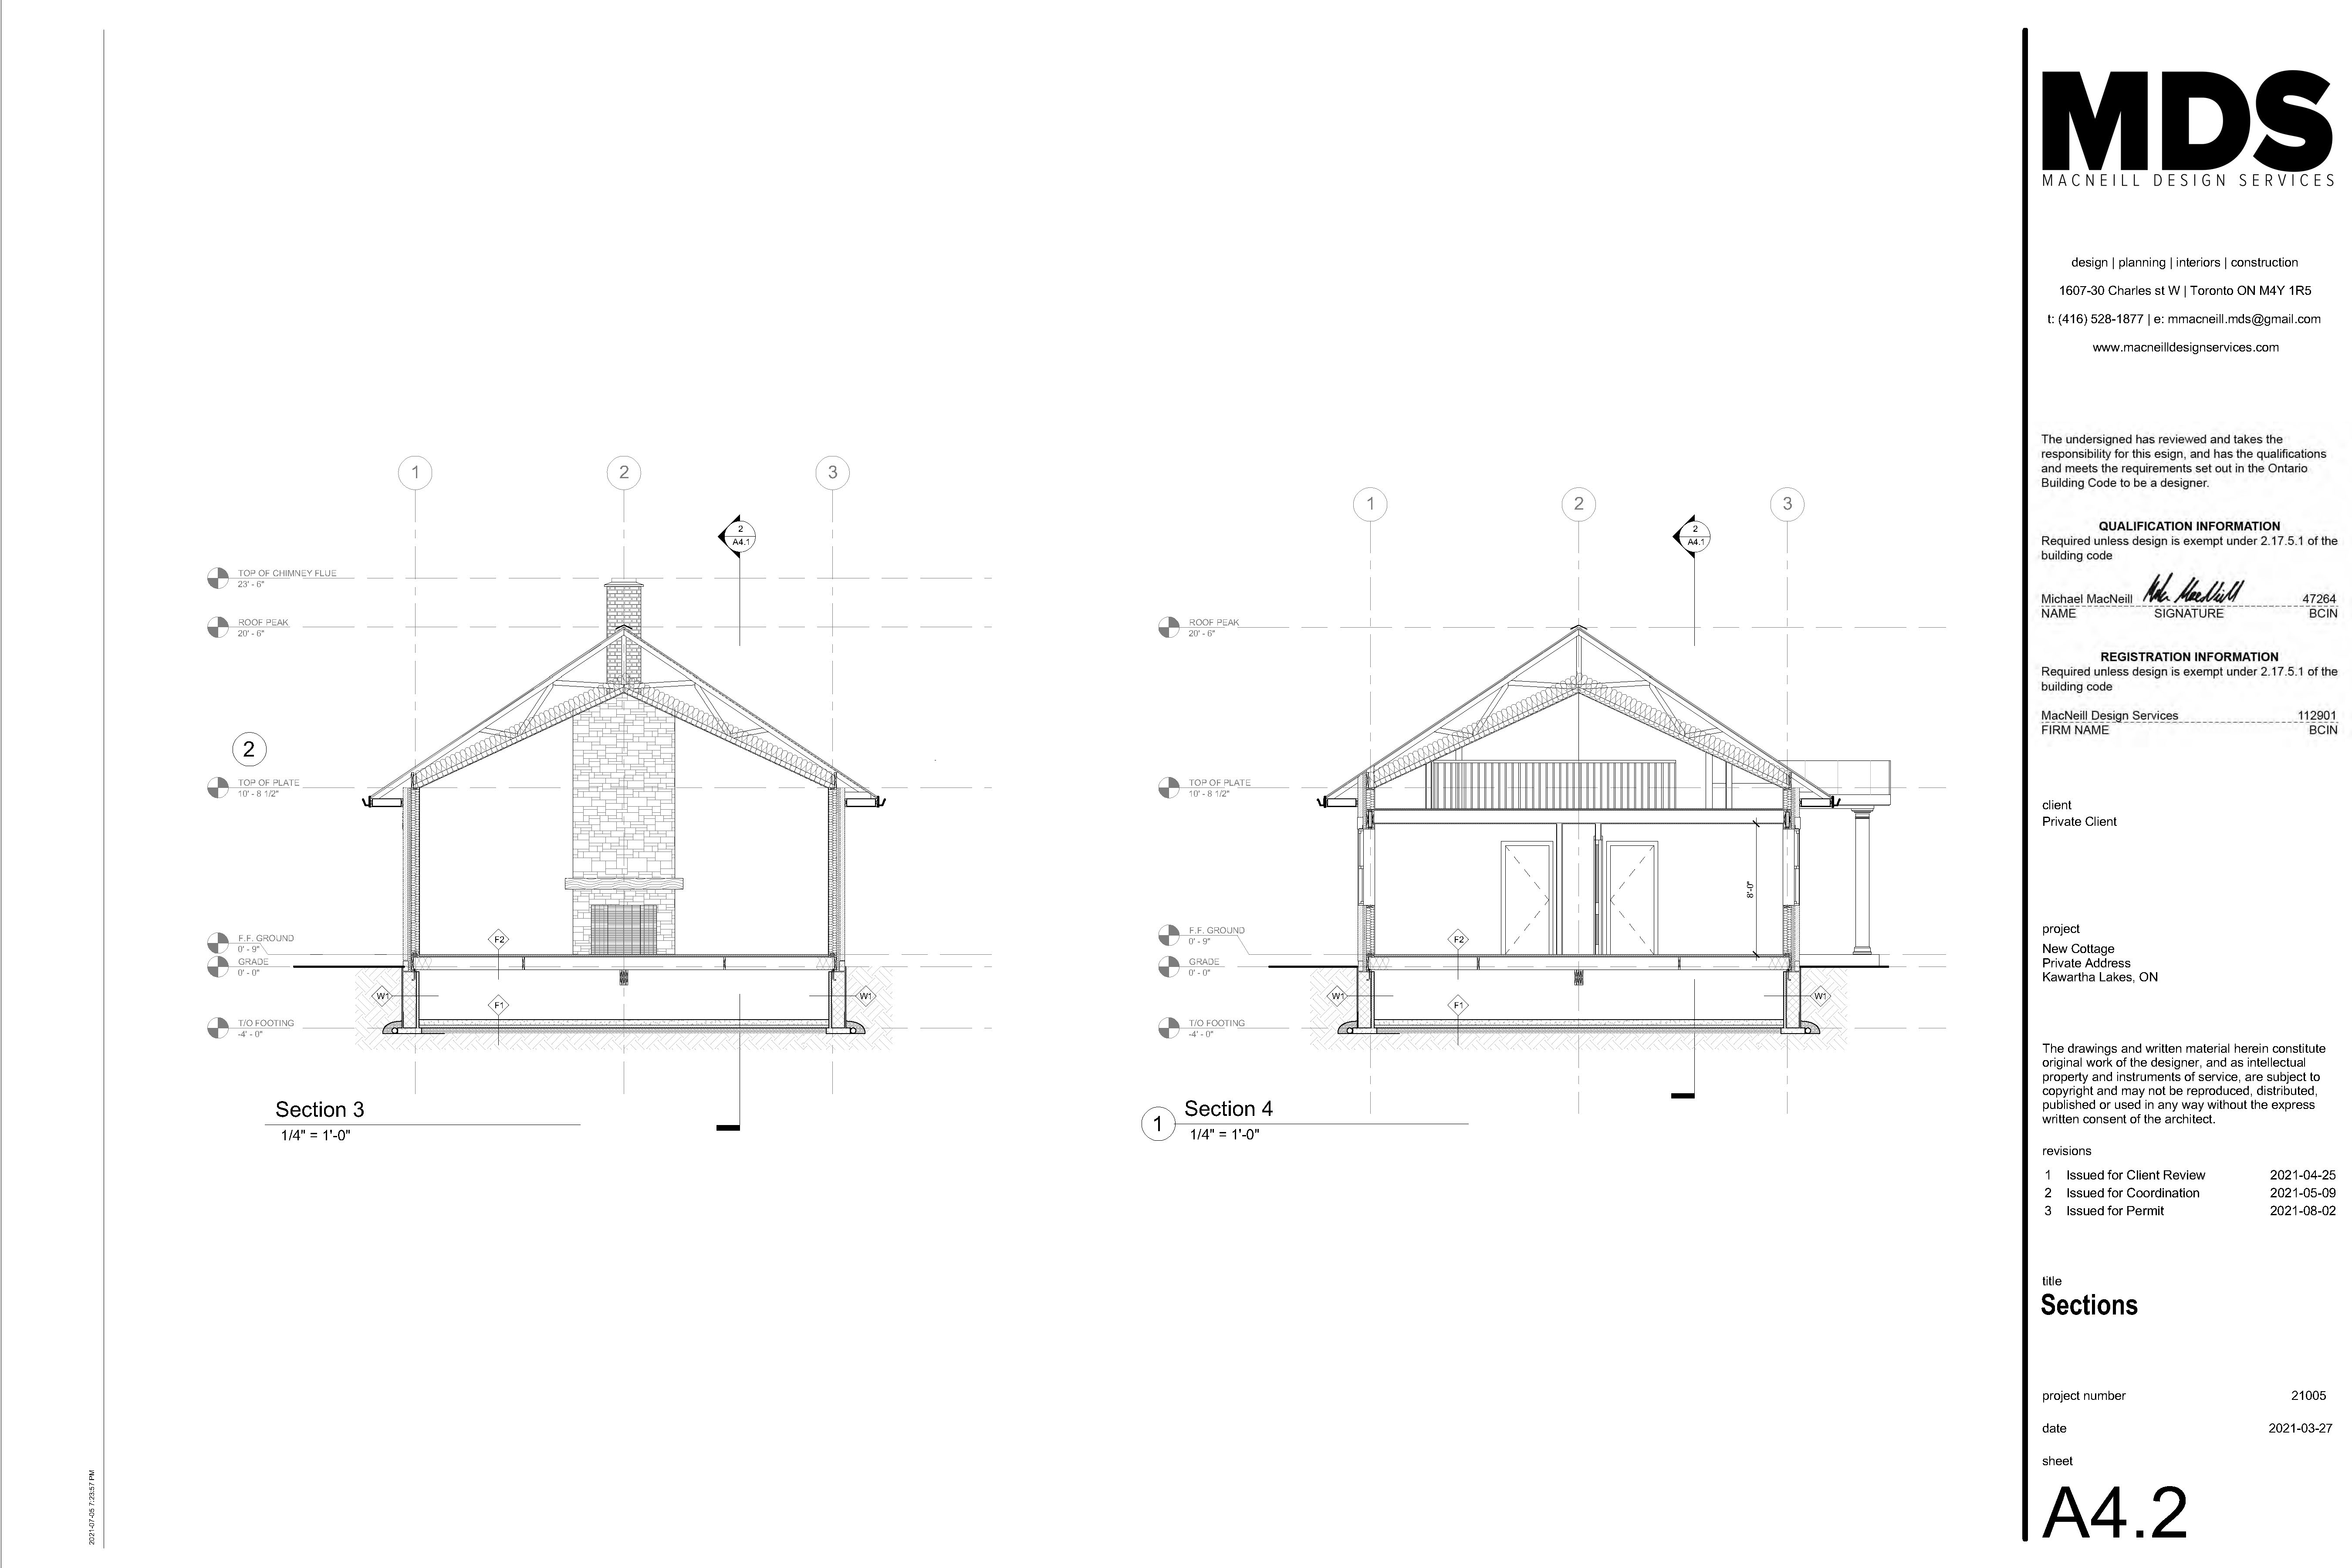 1
2
3
2
A4.1
TOP OF CHIMNEY FLUE
23' - 6"
ROOF PEAK
20' - 6"
2
TOP OF PLATE
10' - 8 1/2"
F.F. GROUND
0' - 9"
GRADE
0' - 0"
T/O FOOTING
-4' - 0"
F2
F1
W1
W1
Section 3
1/4" = 1'-0"
1
2
3
2
A4.1
ROOF PEAK
20' - 6"
TOP OF PLATE
10' - 8 1/2"
F.F. GROUND
0' - 9"
GRADE
0' - 0"
T/O FOOTING
-4' - 0"
8'-0"
F2
F1
W1
W1
1
Section 4
1/4" = 1'-0"
2021-07-05 7:23:57 PM
MDS
MACNEILL DESIGN SERVICES
design | planning | interiors | construction
1607-30 Charles st W | Toronto ON M4Y 1R5
t: (416) 528-1877 | e: mmacneill.mds@gmail.com
www.macneilldesignservices.com
The undersigned has reviewed and takes the
responsibility for this esign, and has the qualifications
and meets the requirements set out in the Ontario
Building Code to be a designer.
QUALIFICATION INFORMATION
Required unless design is exempt under 2.17.5.1 of the
building code
Michael MacNeill 47264
NAME SIGNATURE BCIN
REGISTRATION INFORMATION
Required unless design is exempt under 2.17.5.1 of the
building code
MacNeill Design Services 112901
FIRM NAME BCIN
client
Private Client
project
New Cottage
Private Address
Kawartha Lakes, ON
The drawings and written material herein constitute
original work of the designer, and as intellectual
property and instruments of service, are subject to
copyright and may not be reproduced, distributed,
published or used in any way without the express
written consent of the architect.
revisions
1 Issued for Client Review 2021-04-25
2 Issued for Coordination 2021-05-09
3 Issued for Permit 2021-08-02
title
Sections
project number 21005
date 2021-03-27
sheet
A4.2